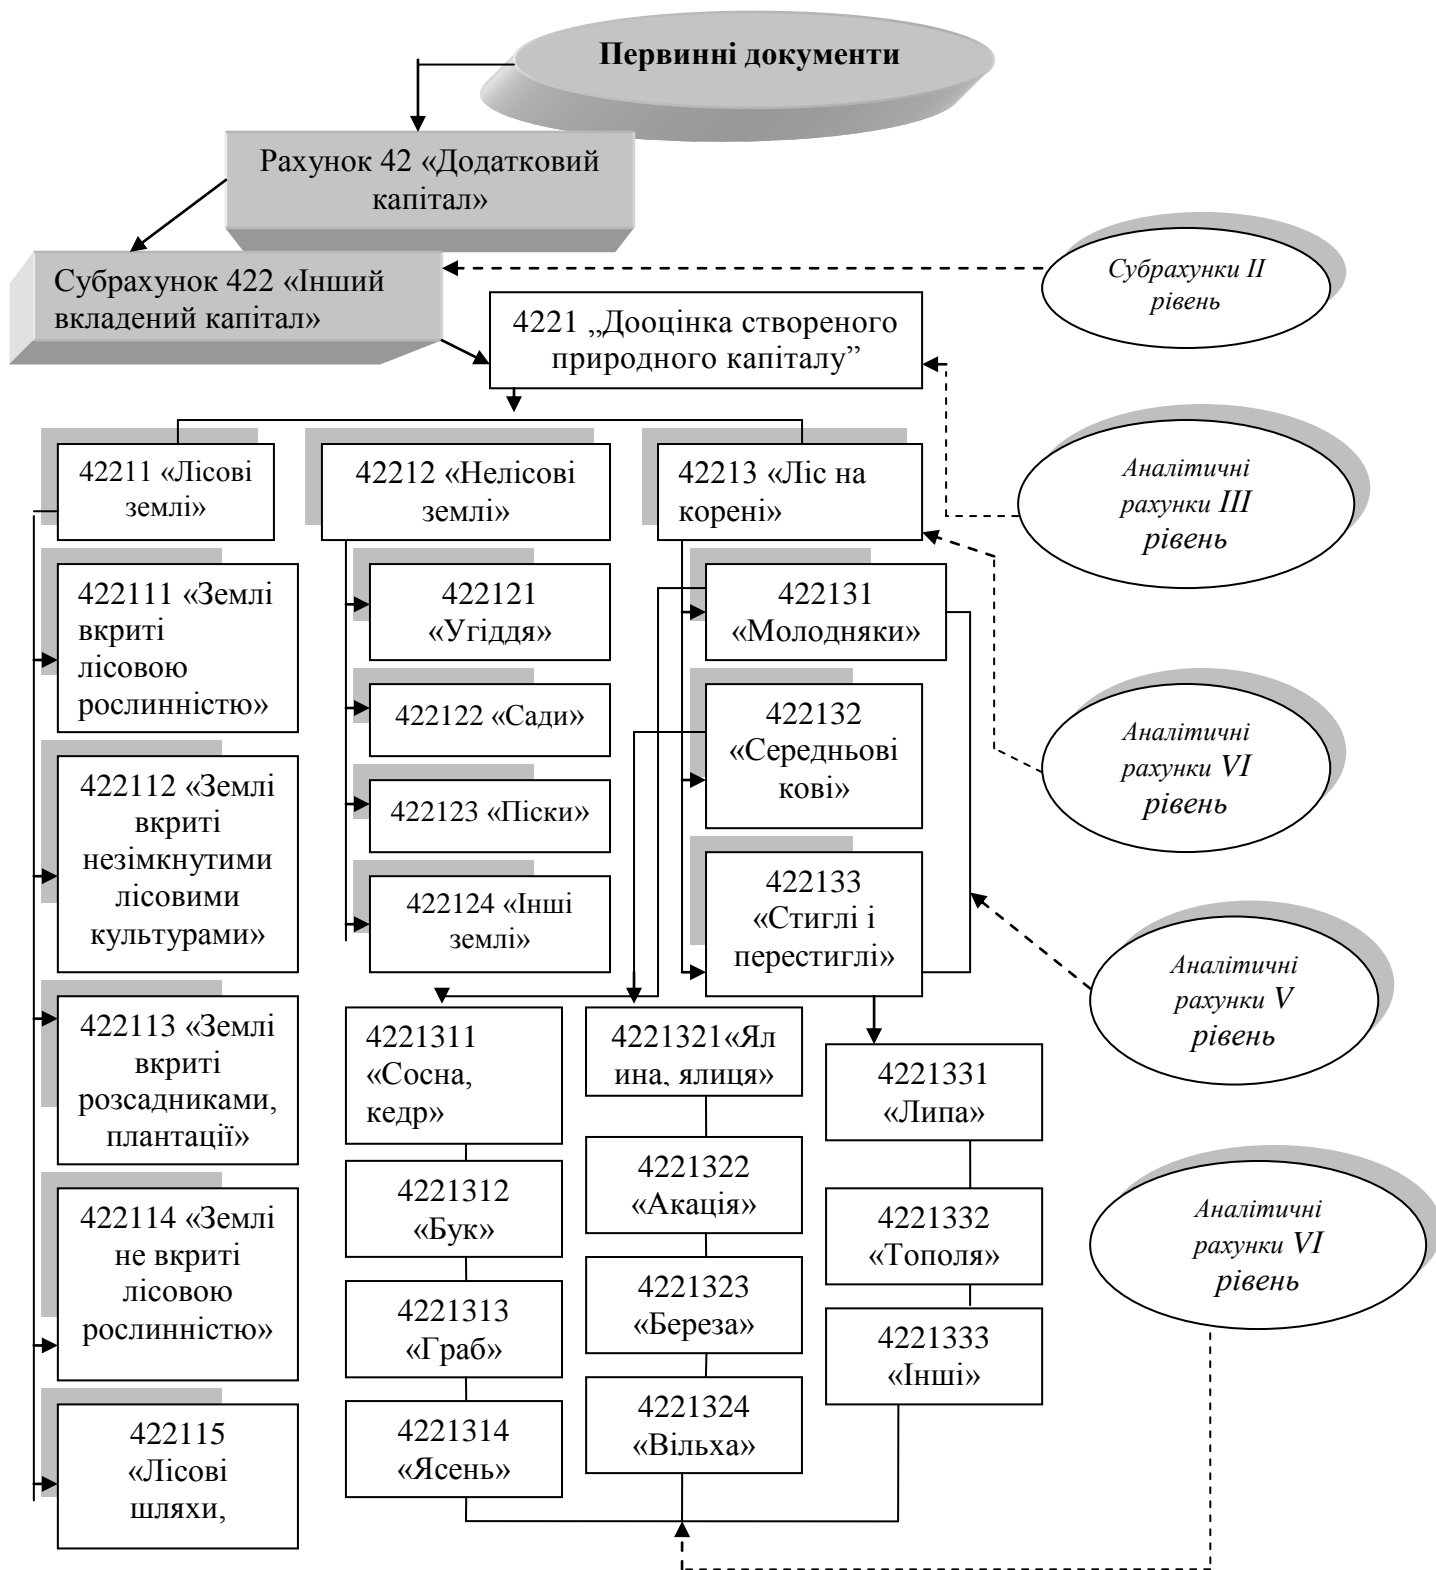 Первинні документи
Рахунок 42 «Додатковий
капітал»
Субрахунок 422 «Інший
вкладений капітал»
Субрахунки II
рівень
4221 „Дооцінка створеного
природного капіталу”
Аналітичні
рахунки III
рівень
42211 «Лісові
землі»
42212 «Нелісові
землі»
42213 «Ліс на
корені»
422111 «Землі
вкриті
лісовою
рослинністю»
422112 «Землі
вкриті
незімкнутими
лісовими
культурами»
422113 «Землі
вкриті
розсадниками,
плантації»
422114 «Землі
не вкриті
лісовою
рослинністю»
422115
«Лісові
шляхи,
422121
«Угіддя»
422122 «Сади»
422123 «Піски»
422124 «Інші
землі»
422131
«Молодняки»
422132
«Середньові
кові»
422133
«Стиглі і
перестиглі»
Аналітичні
рахунки VI
рівень
Аналітичні
рахунки V
рівень
4221311
«Сосна,
кедр»
4221312
«Бук»
4221313
«Граб»
4221314
«Ясень»
4221321«Ял
ина, ялиця»
4221322
«Акація»
4221323
«Береза»
4221324
«Вільха»
4221331
«Липа»
4221332
«Тополя»
4221333
«Інші»
Аналітичні
рахунки VI
рівень